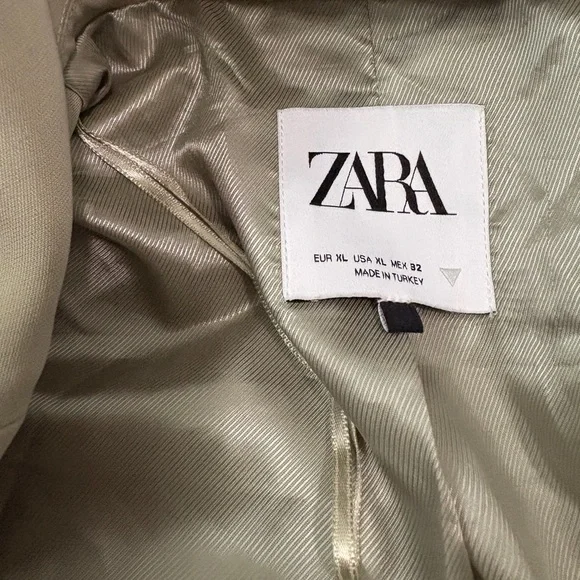 ZARA
EUR XL USA XL MEX 32
MADE IN TURKEY